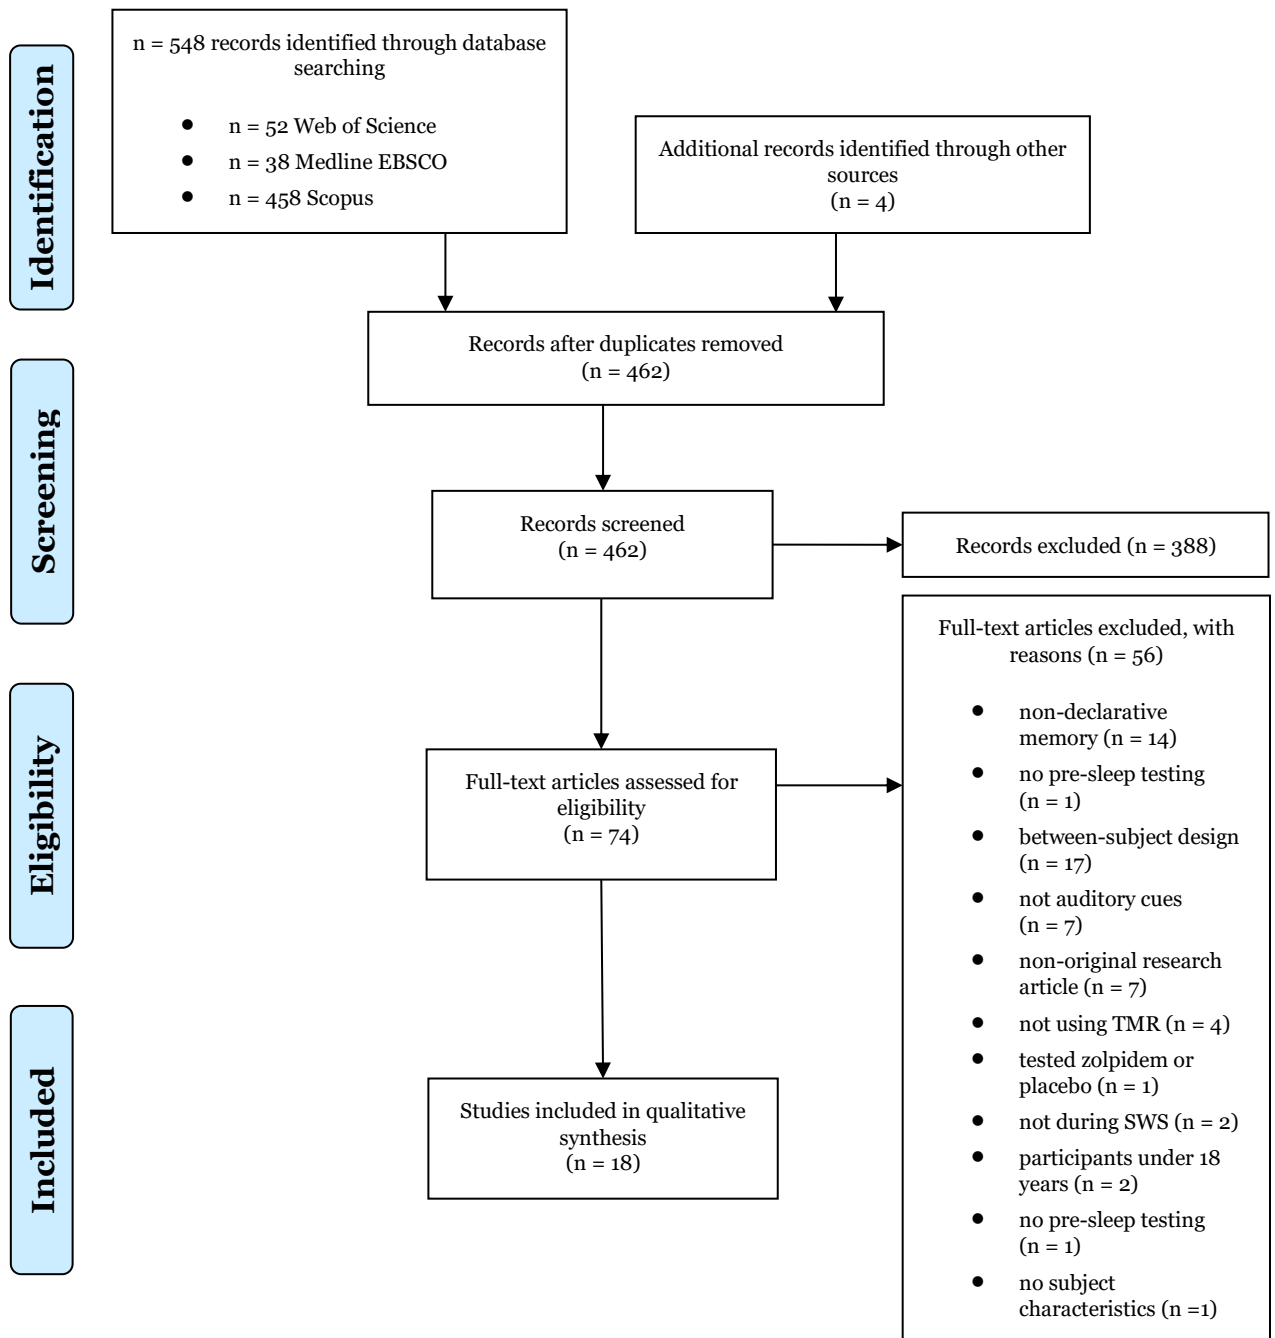 Identification
n = 548 records identified through database
searching
● n = 52 Web of Science
● n = 38 Medline EBSCO
● n = 458 Scopus
Additional records identified through other
sources
(n = 4)
Records after duplicates removed
(n = 462)
Screening
Records screened
(n = 462)
Records excluded (n = 388)
Eligibility
Full-text articles assessed for
eligibility
(n = 74)
Full-text articles excluded, with
reasons (n = 56)
● non-declarative
memory (n = 14)
● no pre-sleep testing
(n = 1)
● between-subject design
(n = 17)
● not auditory cues
(n = 7)
● non-original research
article (n = 7)
● not using TMR (n = 4)
● tested zolpidem or
placebo (n = 1)
● not during SWS (n = 2)
● participants under 18
years (n = 2)
● no pre-sleep testing
(n = 1)
● no subject
characteristics (n =1)
Included
Studies included in qualitative
synthesis
(n = 18)